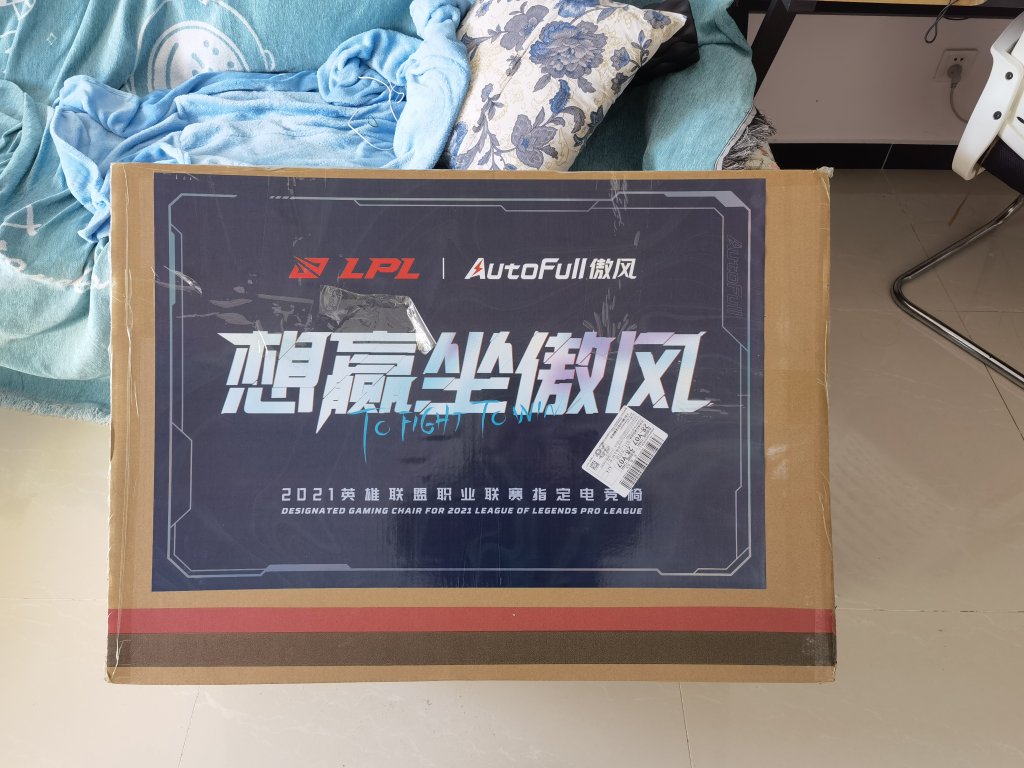 LPL | AutoFull傲风
想赢坐傲风
TO FIGHT TO WIN
2021英雄联盟职业联赛指定电竞椅
DESIGNATED GAMING CHAIR FOR 2021 LEAGUE OF LEGENDS PRO LEAGUE
AutoFull